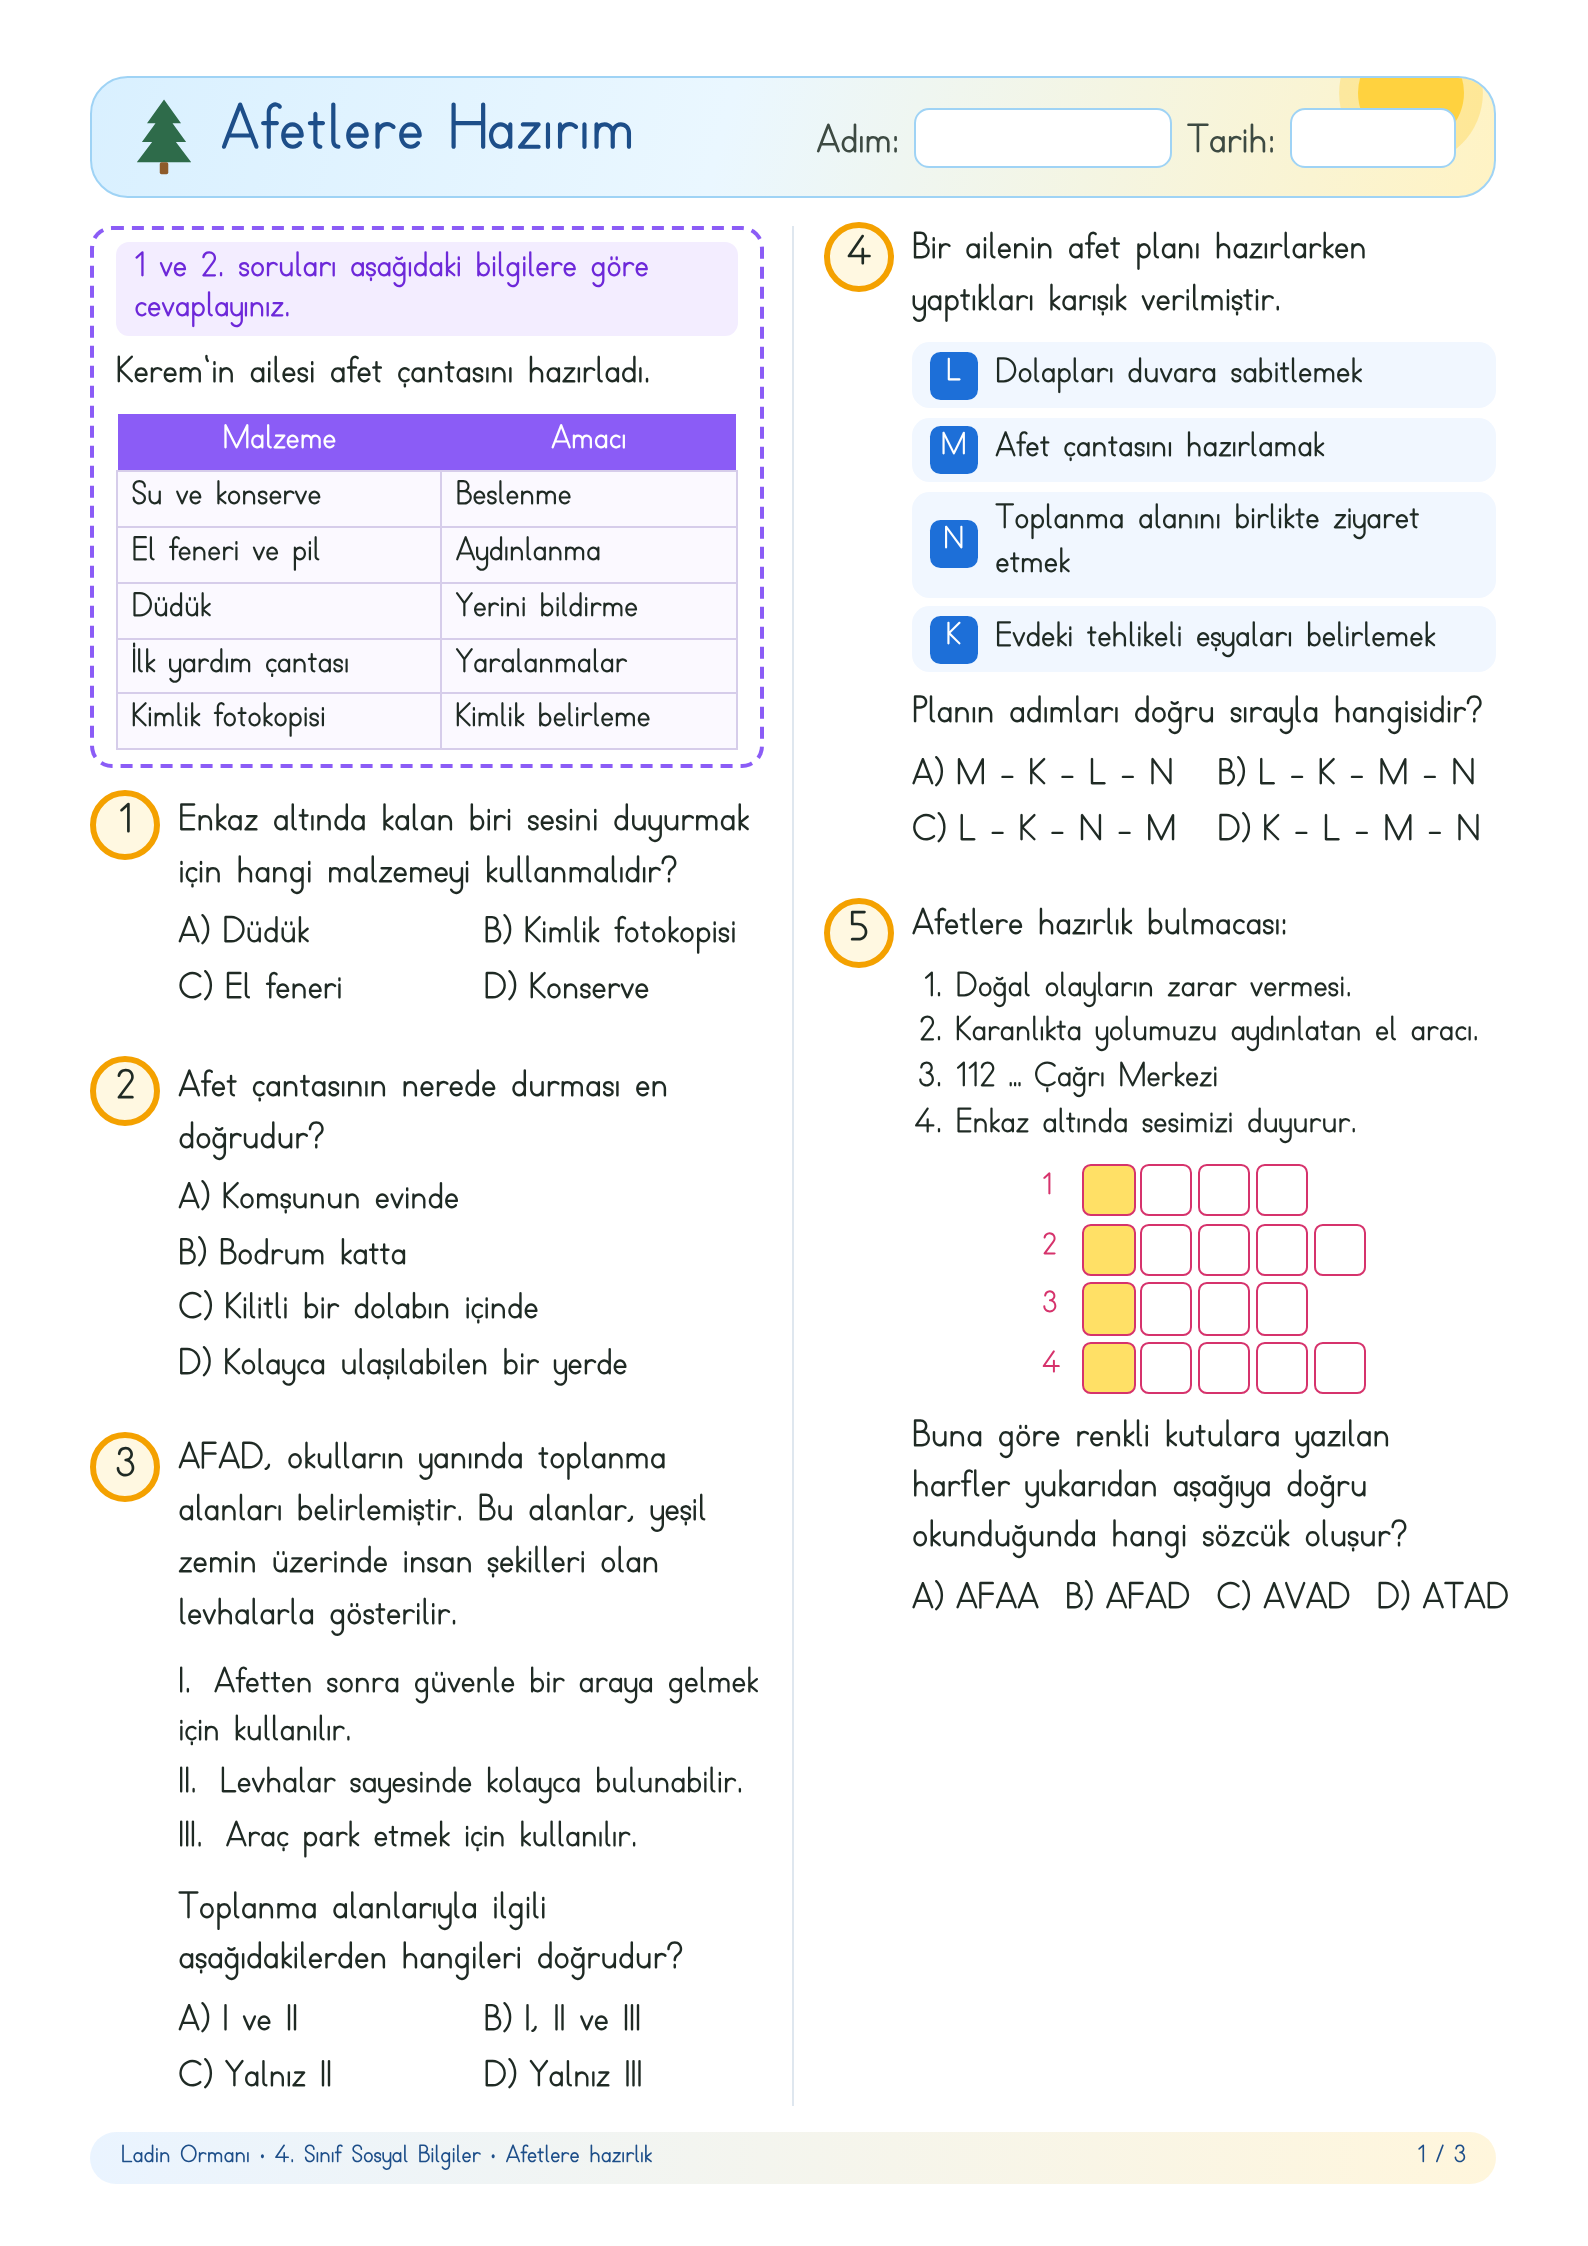 Afetlere Hazırım
Adım:
Tarih:
1 ve 2. soruları aşağıdaki bilgilere göre
cevaplayınız.
Kerem'in ailesi afet çantasını hazırladı.
Malzeme Amacı
Su ve konserve Beslenme
El feneri ve pil Aydınlanma
Düdük Yerini bildirme
İlk yardım çantası Yaralanmalar
Kimlik fotokopisi Kimlik belirleme
1 Enkaz altında kalan biri sesini duyurmak
için hangi malzemeyi kullanmalıdır?
A) Düdük B) Kimlik fotokopisi
C) El feneri D) Konserve
2 Afet çantasının nerede durması en
doğrudur?
A) Komşunun evinde
B) Bodrum katta
C) Kilitli bir dolabın içinde
D) Kolayca ulaşılabilen bir yerde
3 AFAD, okulların yanında toplanma
alanları belirlemiştir. Bu alanlar, yeşil
zemin üzerinde insan şekilleri olan
levhalarla gösterilir.
I. Afetten sonra güvenle bir araya gelmek
için kullanılır.
II. Levhalar sayesinde kolayca bulunabilir.
III. Araç park etmek için kullanılır.
Toplanma alanlarıyla ilgili
aşağıdakilerden hangileri doğrudur?
A) I ve II B) I, II ve III
C) Yalnız II D) Yalnız III
4 Bir ailenin afet planı hazırlarken
yaptıkları karışık verilmiştir.
L Dolapları duvara sabitlemek
M Afet çantasını hazırlamak
N Toplanma alanını birlikte ziyaret
etmek
K Evdeki tehlikeli eşyaları belirlemek
Planın adımları doğru sırayla hangisidir?
A) M - K - L - N B) L - K - M - N
C) L - K - N - M D) K - L - M - N
5 Afetlere hazırlık bulmacası:
1. Doğal olayların zarar vermesi.
2. Karanlıkta yolumuzu aydınlatan el aracı.
3. 112 ... Çağrı Merkezi
4. Enkaz altında sesimizi duyurur.
1
2
3
4
Buna göre renkli kutulara yazılan
harfler yukarıdan aşağıya doğru
okunduğunda hangi sözcük oluşur?
A) AFAA B) AFAD C) AVAD D) ATAD
Ladin Ormanı • 4. Sınıf Sosyal Bilgiler • Afetlere hazırlık
1 / 3